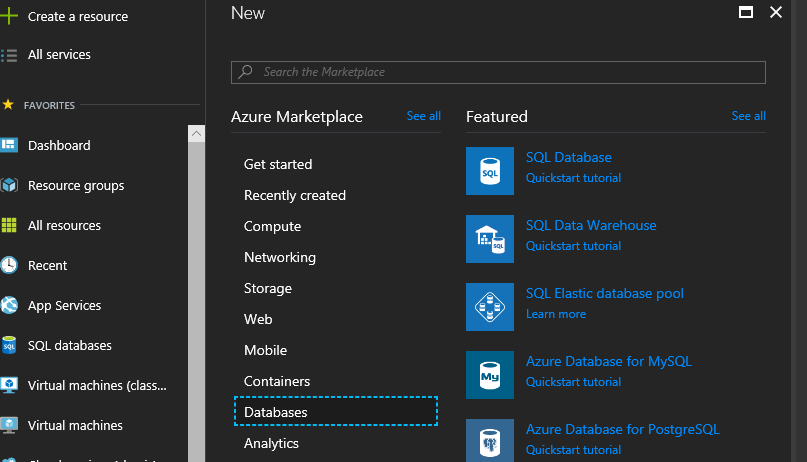 Create a resource
All services
FAVORITES
Dashboard
Resource groups
All resources
Recent
App Services
SQL databases
Virtual machines (class...
Virtual machines
New
Search the Marketplace
Azure Marketplace
See all
Get started
Recently created
Compute
Networking
Storage
Web
Mobile
Containers
Databases
Analytics
Featured
See all
SQL
SQL Database
Quickstart tutorial
SQL
SQL Data Warehouse
Quickstart tutorial
SQL Elastic database pool
Learn more
My
Azure Database for MySQL
Quickstart tutorial
Azure Database for PostgreSQL
Quickstart tutorial